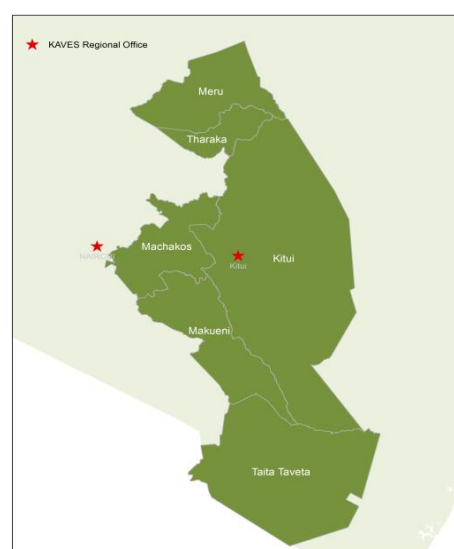 KAVES Regional Office
Meru
Tharaka
Machakos
NAIROBI
Kitui
Kitui
Makueni
Taita Taveta